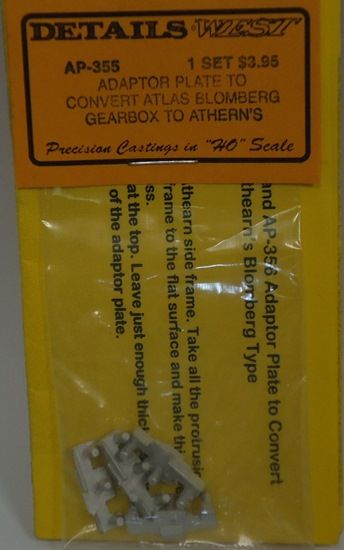 DETAILS WEST
AP-355 1 SET $3.95
ADAPTOR PLATE TO
CONVERT ATLAS BLOMBERG
GEARBOX TO ATHERN'S
Precision Castings in "HO" Scale
and AP-356 Adaptor Plate to Convert
thearn's Blomberg Type
thearn side frame. Take all the protrusi
frame to the flat surface and make thi
ss.
at the top. Leave just enough thic
of the adaptor plate.